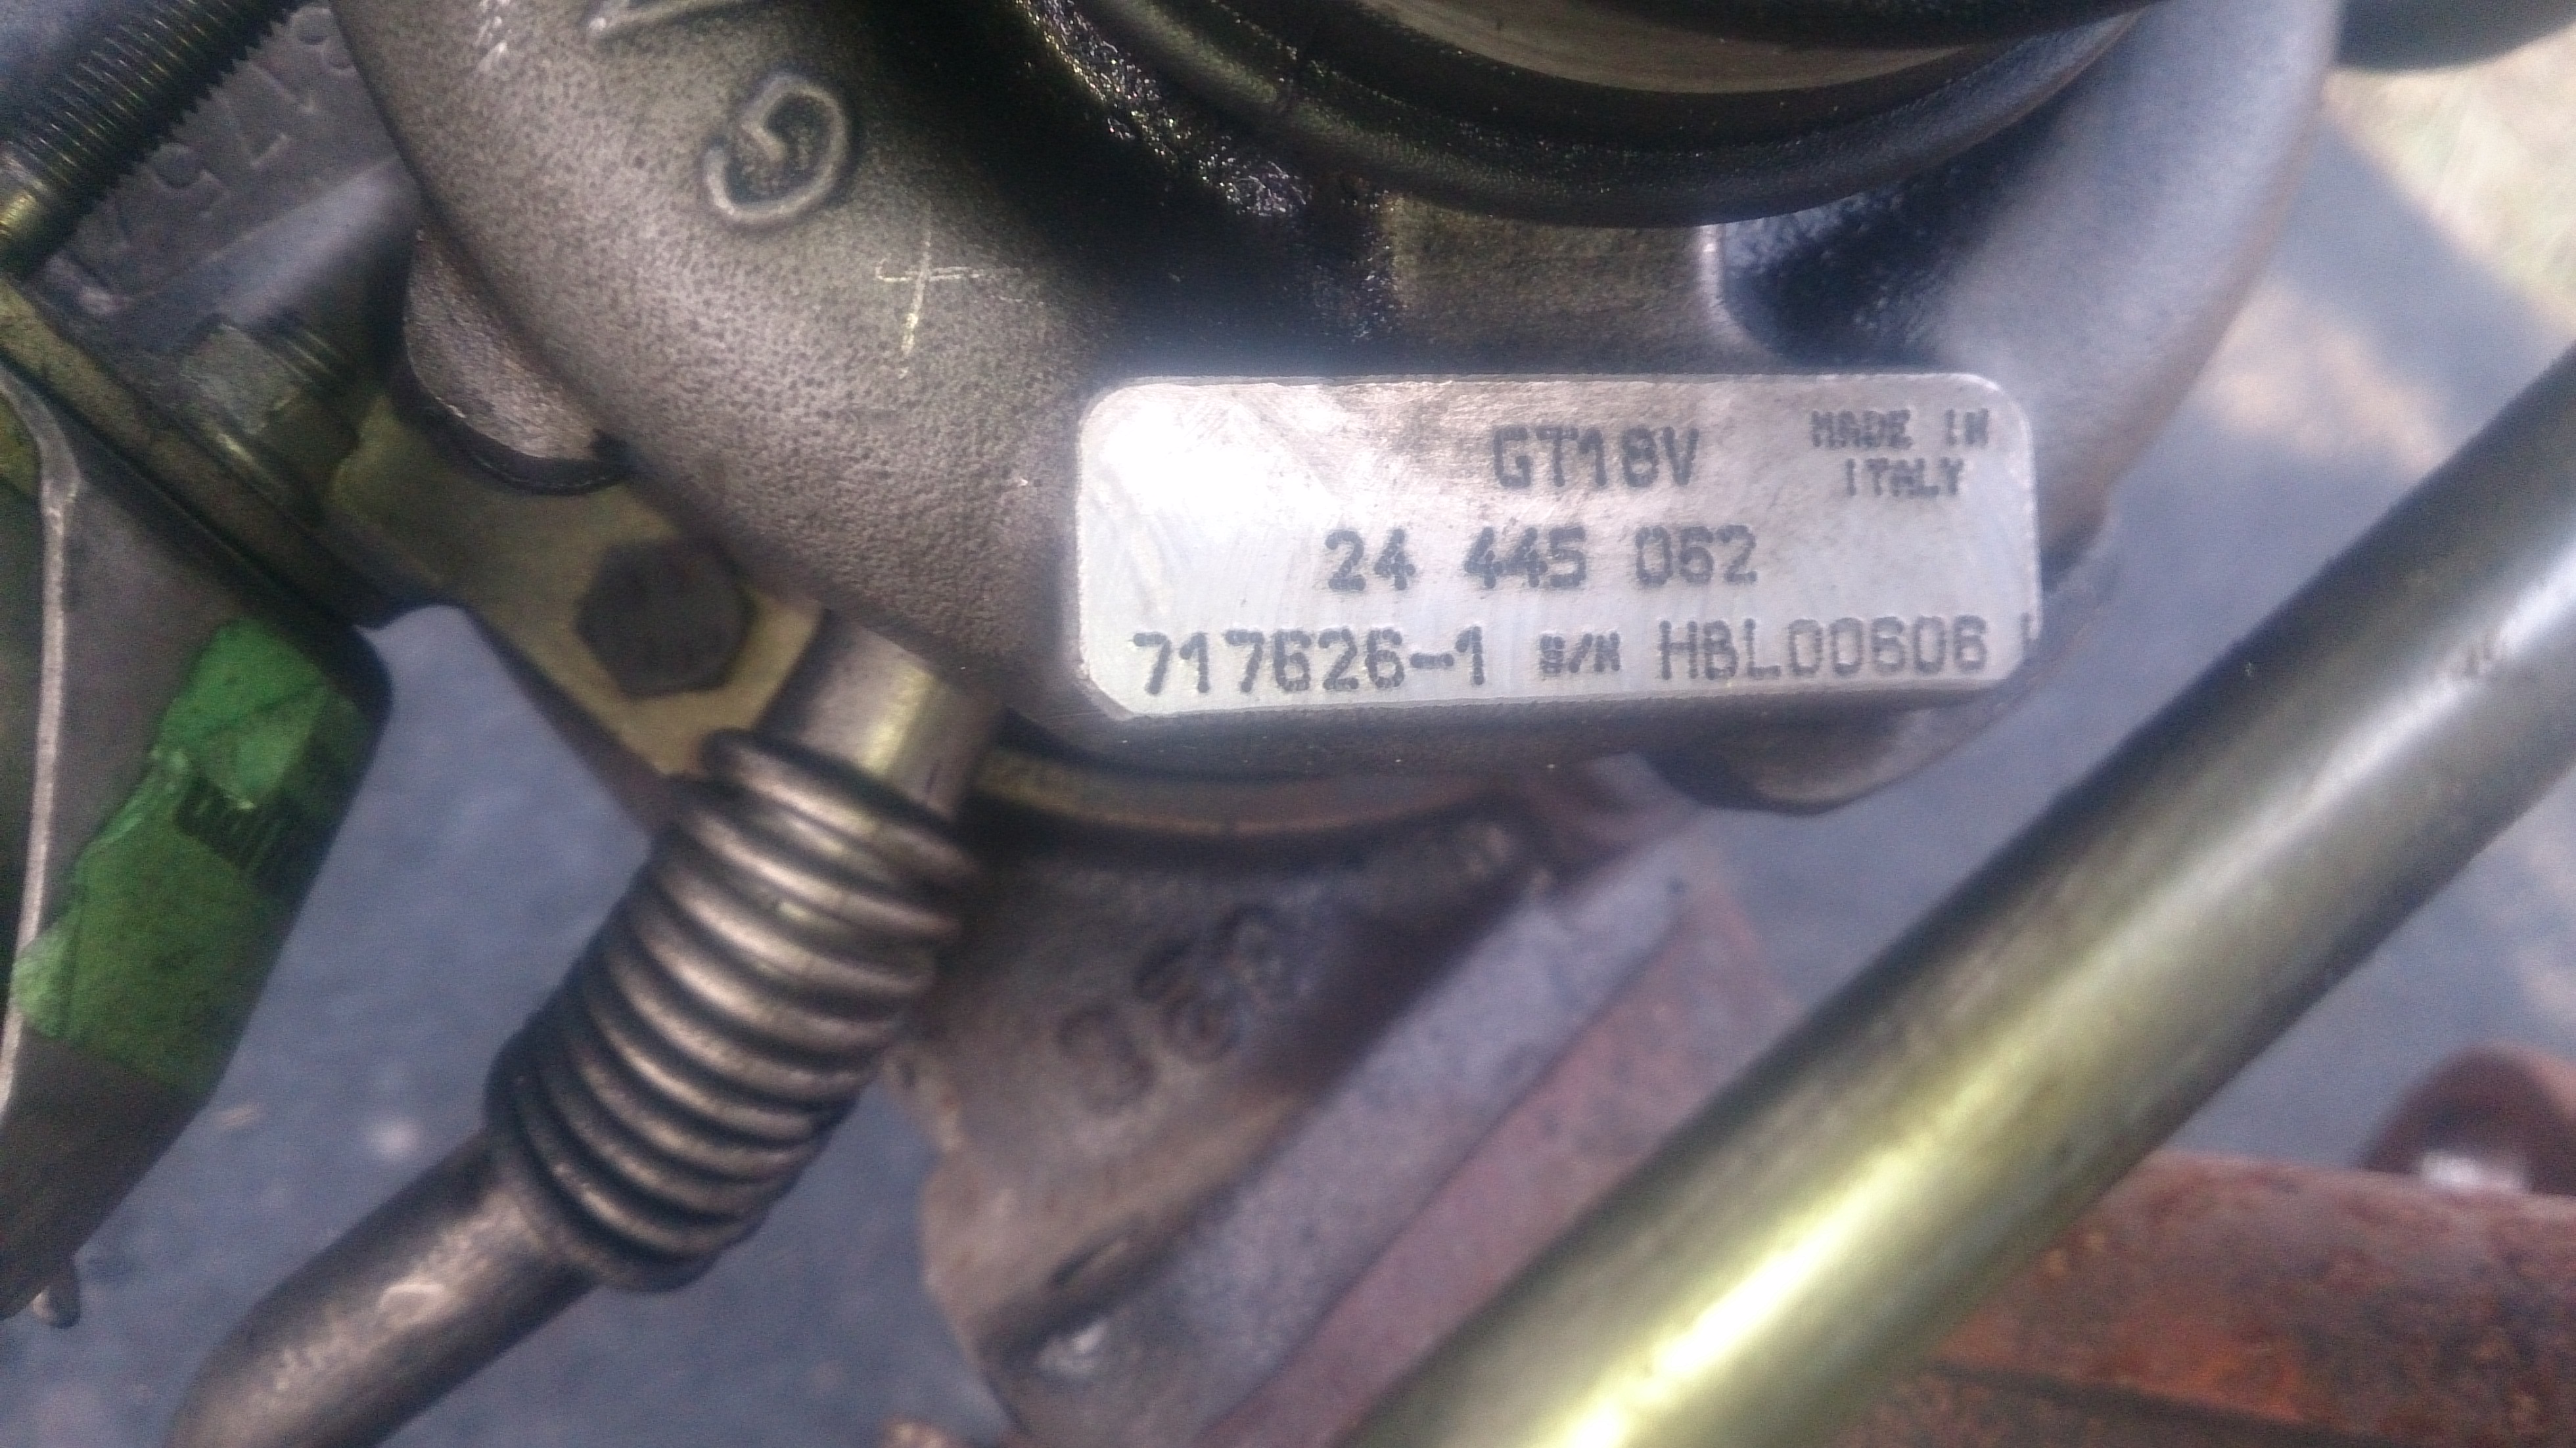 G
GT18V
MADE IN
ITALY
24 445 062
717626-1 S/N HBL00606